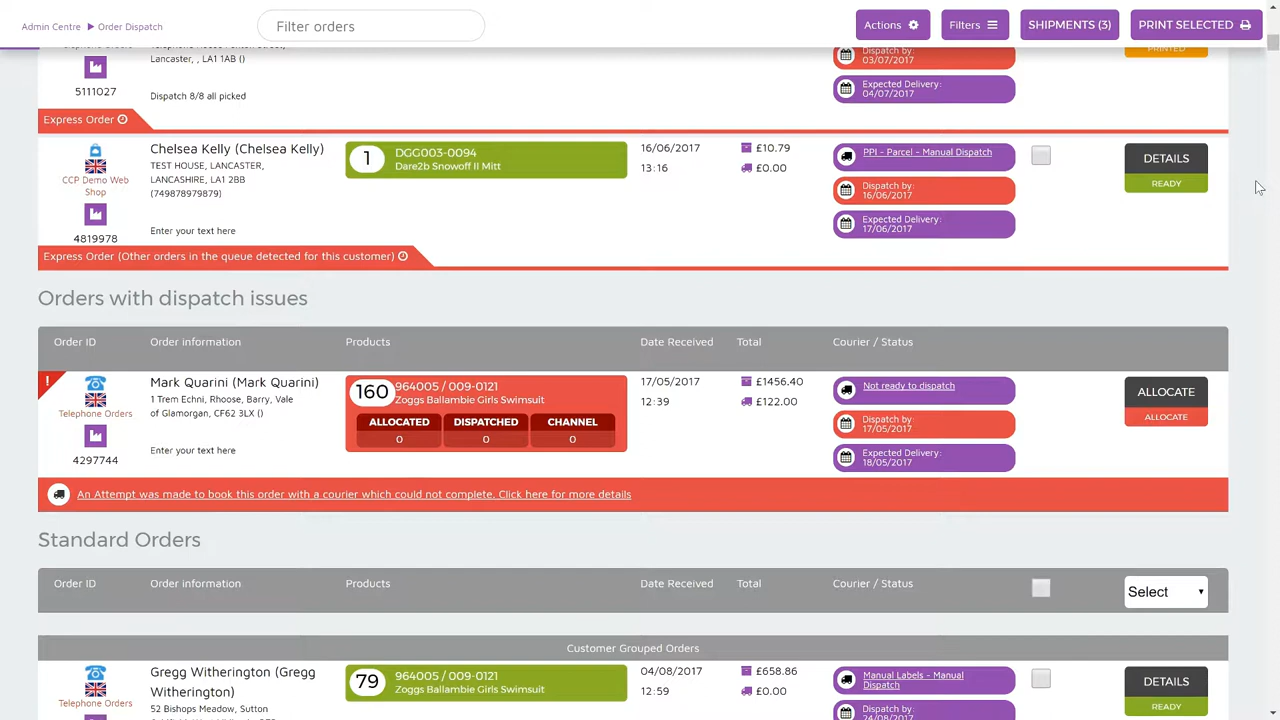 Admin Centre ▶ Order Dispatch
Filter orders
Actions
Filters
SHIPMENTS (3)
PRINT SELECTED
Lancaster, , LA1 1AB ()
5111027
Dispatch 8/8 all picked
Dispatch by:
03/07/2017
Expected Delivery:
04/07/2017
PRINTED
Express Order
CCP Demo Web
Shop
4819978
Chelsea Kelly (Chelsea Kelly)
TEST HOUSE, LANCASTER,
LANCASHIRE, LA1 2BB
(749878979879)
Enter your text here
1
DGG003-0094
Dare2b Snowoff II Mitt
16/06/2017
13:16
£10.79
£0.00
PPI - Parcel - Manual Dispatch
Dispatch by:
16/06/2017
Expected Delivery:
17/06/2017
DETAILS
READY
Express Order (Other orders in the queue detected for this customer)
Orders with dispatch issues
Order ID Order information Products Date Received Total Courier / Status
!
Telephone Orders
4297744
Mark Quarini (Mark Quarini)
1 Trem Echni, Rhoose, Barry, Vale
of Glamorgan, CF62 3LX ()
Enter your text here
160
964005 / 009-0121
Zoggs Ballambie Girls Swimsuit
ALLOCATED DISPATCHED CHANNEL
0 0 0
17/05/2017
12:39
£1456.40
£122.00
Not ready to dispatch
Dispatch by:
17/05/2017
Expected Delivery:
18/05/2017
ALLOCATE
ALLOCATE
An Attempt was made to book this order with a courier which could not complete. Click here for more details
Standard Orders
Order ID Order information Products Date Received Total Courier / Status Select
Customer Grouped Orders
Telephone Orders
Gregg Witherington (Gregg
Witherington)
52 Bishops Meadow, Sutton
79
964005 / 009-0121
Zoggs Ballambie Girls Swimsuit
04/08/2017
12:59
£658.86
£0.00
Manual Labels - Manual
Dispatch
Dispatch by:
24/08/2017
DETAILS
READY